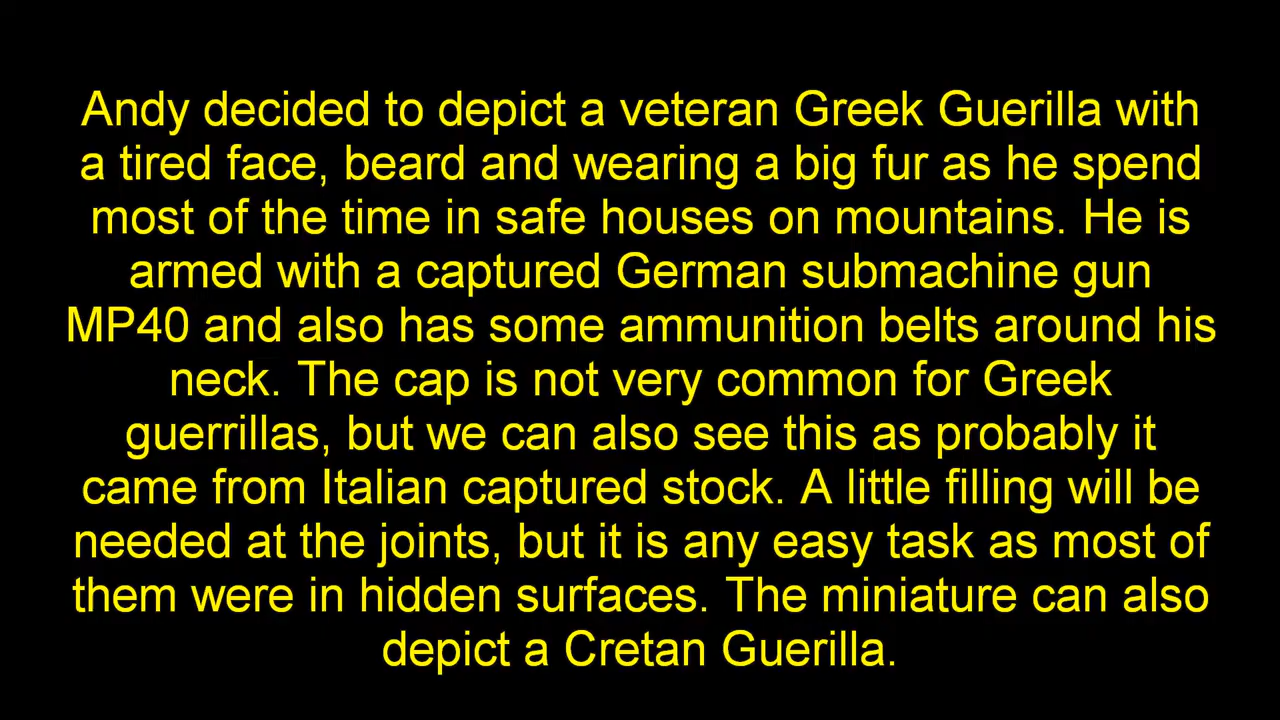 Andy decided to depict a veteran Greek Guerilla with
a tired face, beard and wearing a big fur as he spend
most of the time in safe houses on mountains. He is
armed with a captured German submachine gun
MP40 and also has some ammunition belts around his
neck. The cap is not very common for Greek
guerrillas, but we can also see this as probably it
came from Italian captured stock. A little filling will be
needed at the joints, but it is any easy task as most of
them were in hidden surfaces. The miniature can also
depict a Cretan Guerilla.